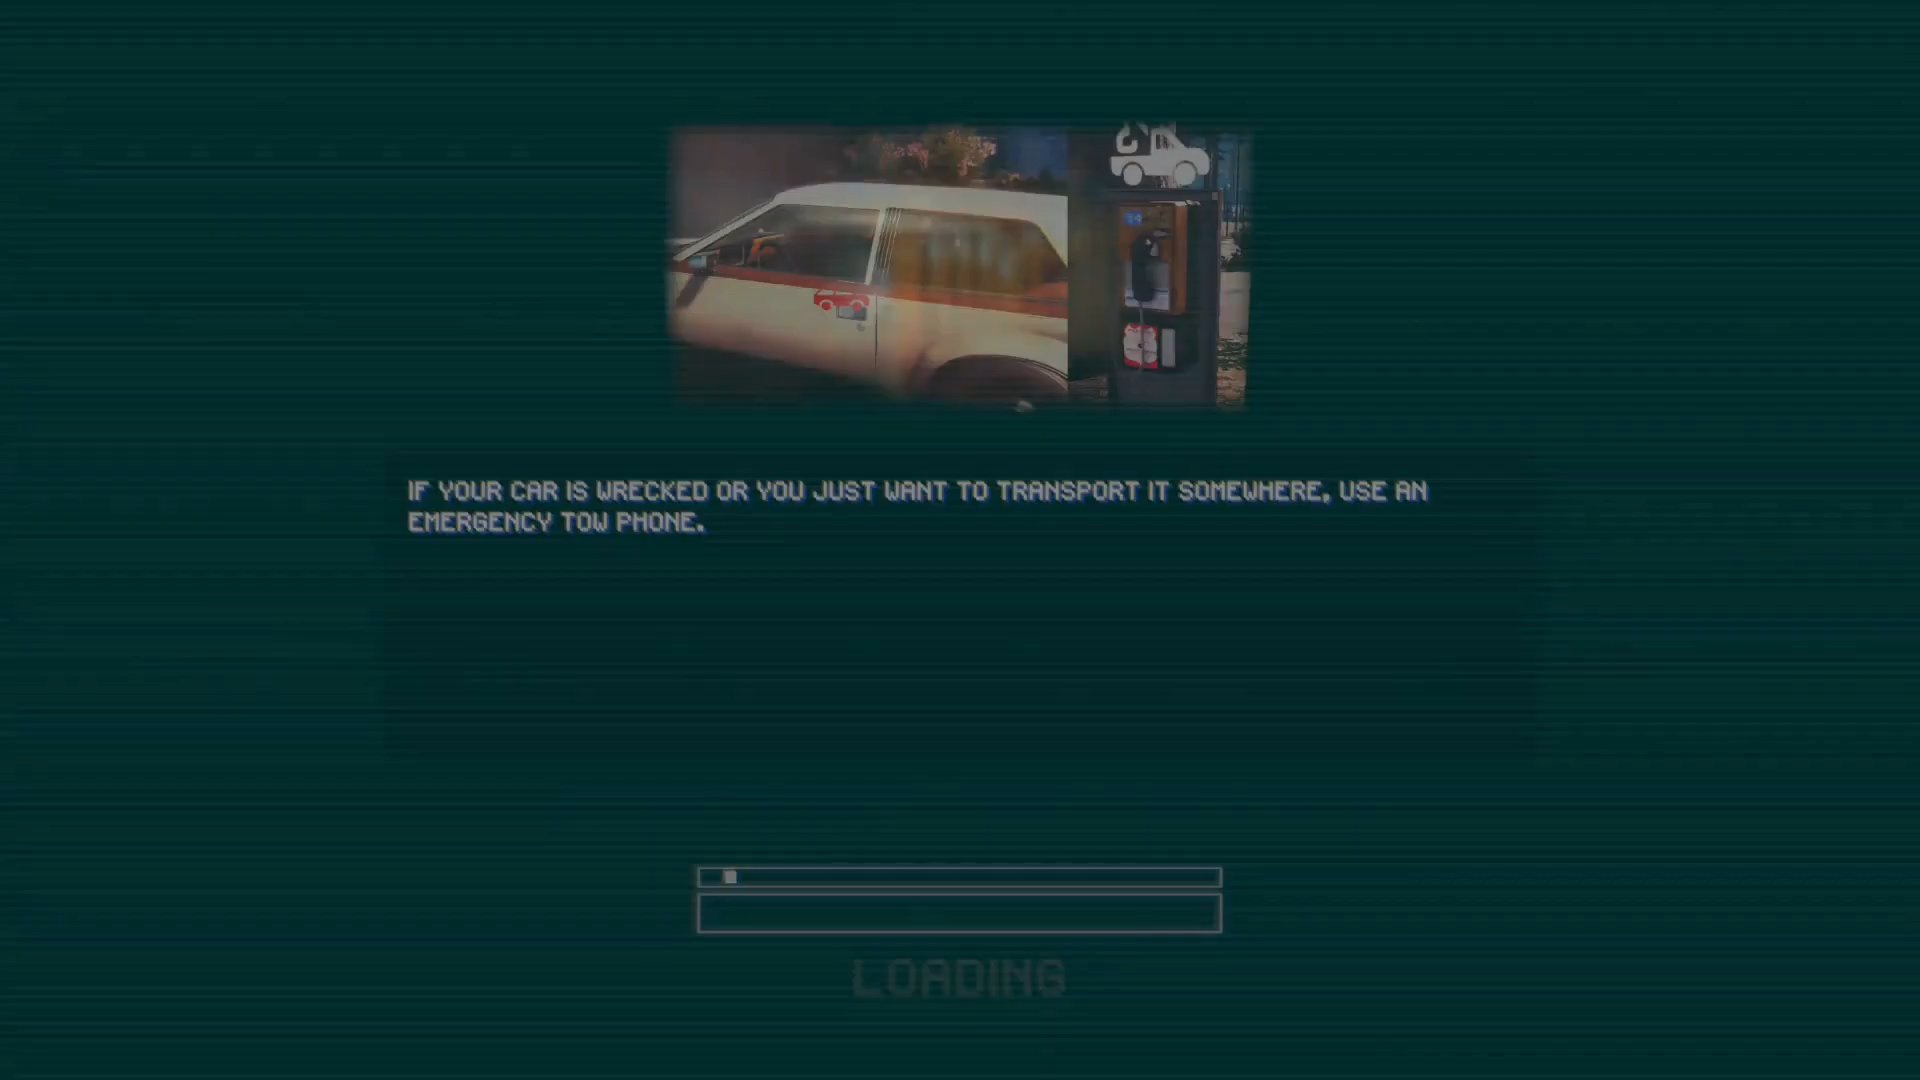 IF YOUR CAR IS WRECKED OR YOU JUST WANT TO TRANSPORT IT SOMEWHERE, USE AN
EMERGENCY TOW PHONE.
LOADING